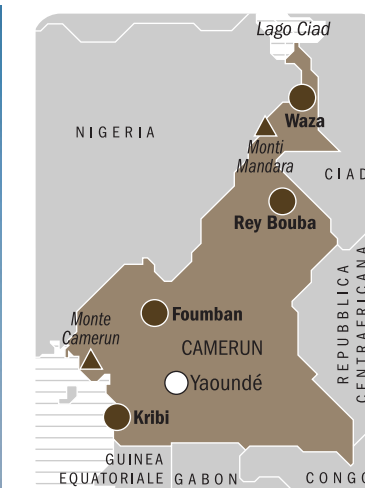 Lago Ciad
Waza
NIGERIA
Monti
Mandara
CIAD
Rey Bouba
REPUBBLICA
CENTRAFRICANA
Foumban
Monte
Camerun
CAMERUN
Yaoundé
Kribi
GUINEA
EQUATORIALE
GABON
CONGO